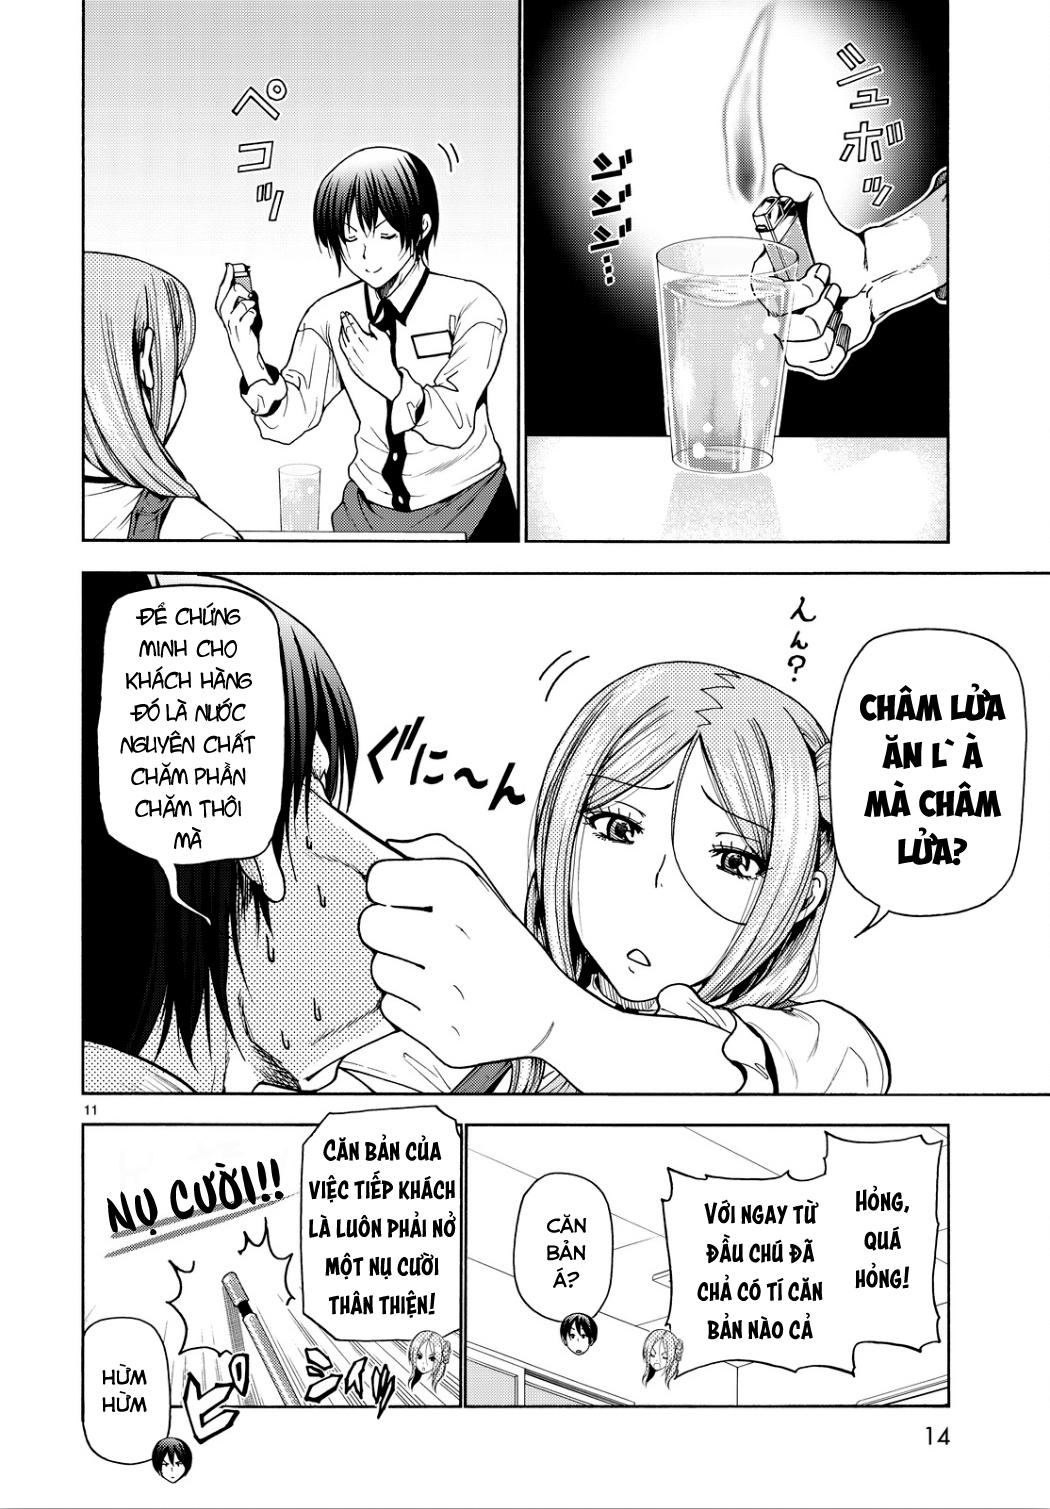 シュボッ
ジジジ…
ペコッ
んん?
CHÂM LỬA
ĂN L` À
MÀ CHÂM
LỬA?
ĐỂ CHỨNG
MINH CHO
KHÁCH HÀNG
ĐÓ LÀ NƯỚC
NGUYÊN CHẤT
CHĂM PHẦN
CHĂM THÔI
MÀ
ぐに〜ん
11
HỎNG,
QUÁ
HỎNG!
VỚI NGAY TỪ
ĐẦU CHÚ ĐÃ
CHẢ CÓ TÍ CĂN
BẢN NÀO CẢ
CĂN
BẢN
Á?
CĂN BẢN CỦA
VIỆC TIẾP KHÁCH
LÀ LUÔN PHẢI NỞ
MỘT NỤ CƯỜI
THÂN THIỆN!
NỤ CƯỜI!!
ピシィッ
HỪM
HỪM
14